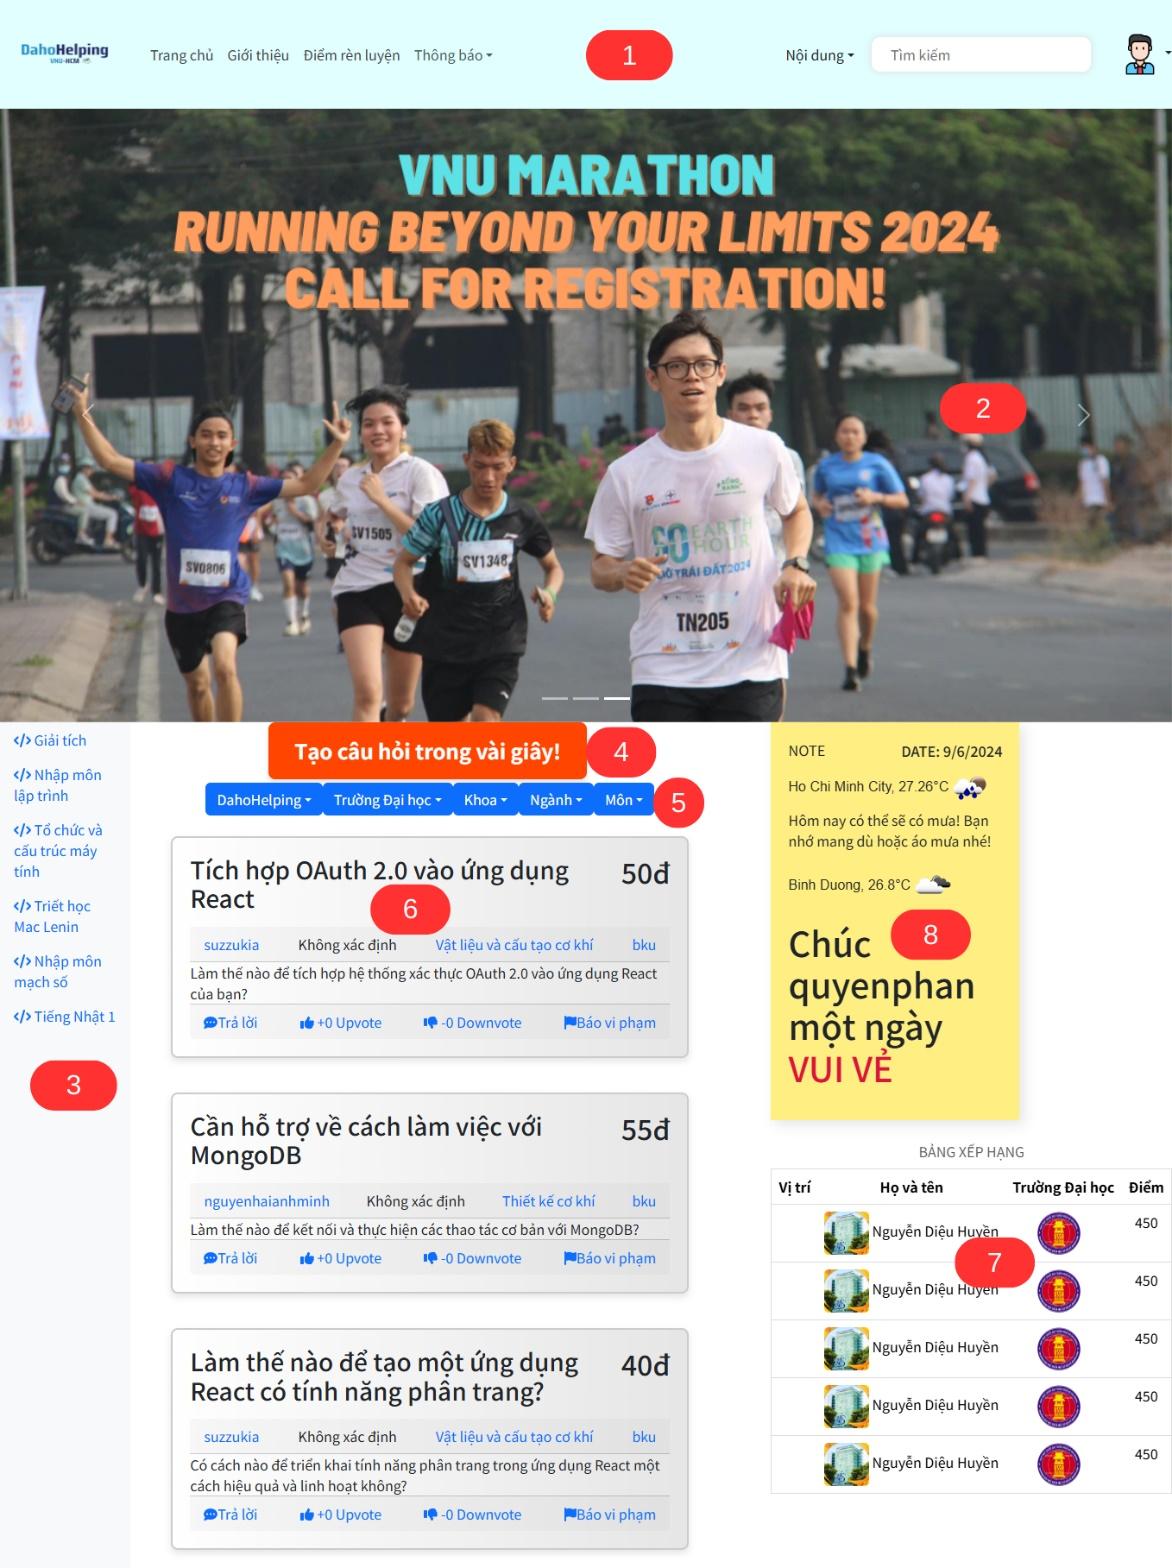 DahoHelping
VNU-HCM
Trang chủ Giới thiệu Điểm rèn luyện Thông báo
1
Nội dung Tìm kiếm
VNU MARATHON
RUNNING BEYOND YOUR LIMITS 2024
CALL FOR REGISTRATION!
2
SV0806
SV1505
SV1348
60 EARTH HOUR
GIỜ TRÁI ĐẤT 2024
TN205
</> Giải tích
</> Nhập môn
lập trình
</> Tổ chức và
cấu trúc máy
tính
</> Triết học
Mac Lenin
</> Nhập môn
mạch số
</> Tiếng Nhật 1
3
Tạo câu hỏi trong vài giây!
4
DahoHelping Trường Đại học Khoa Ngành Môn
5
Tích hợp OAuth 2.0 vào ứng dụng
React
50đ
6
suzzukia Không xác định Vật liệu và cấu tạo cơ khí bku
Làm thế nào để tích hợp hệ thống xác thực OAuth 2.0 vào ứng dụng React
của bạn?
Trả lời +0 Upvote -0 Downvote Báo vi phạm
Cần hỗ trợ về cách làm việc với
MongoDB
55đ
nguyenhaianhminh Không xác định Thiết kế cơ khí bku
Làm thế nào để kết nối và thực hiện các thao tác cơ bản với MongoDB?
Trả lời +0 Upvote -0 Downvote Báo vi phạm
Làm thế nào để tạo một ứng dụng
React có tính năng phân trang?
40đ
suzzukia Không xác định Vật liệu và cấu tạo cơ khí bku
Có cách nào để triển khai tính năng phân trang trong ứng dụng React một
cách hiệu quả và linh hoạt không?
Trả lời +0 Upvote -0 Downvote Báo vi phạm
NOTE DATE: 9/6/2024
Ho Chi Minh City, 27.26°C
Hôm nay có thể sẽ có mưa! Bạn
nhớ mang dù hoặc áo mưa nhé!
Binh Duong, 26.8°C
Chúc
8
quyenphan
một ngày
VUI VẺ
BẢNG XẾP HẠNG
Vị trí Họ và tên Trường Đại học Điểm
Nguyễn Diệu Huyền 450
7
Nguyễn Diệu Huyền 450
Nguyễn Diệu Huyền 450
Nguyễn Diệu Huyền 450
Nguyễn Diệu Huyền 450